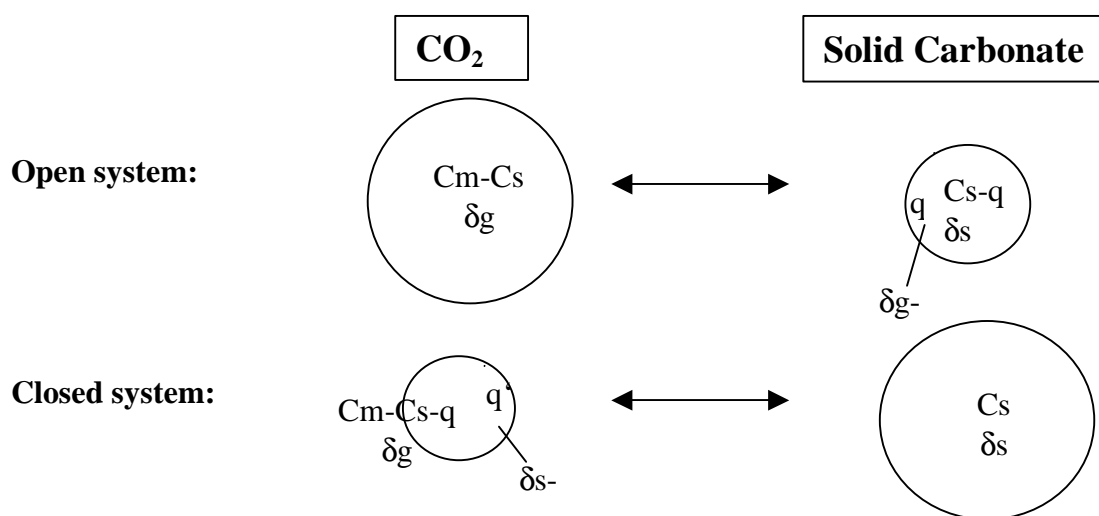 CO₂
Solid Carbonate
Open system:
Cm-Cs
δg
q
Cs-q
δs
δg-
Closed system:
Cm-Cs-q
δg
q
δs-
Cs
δs